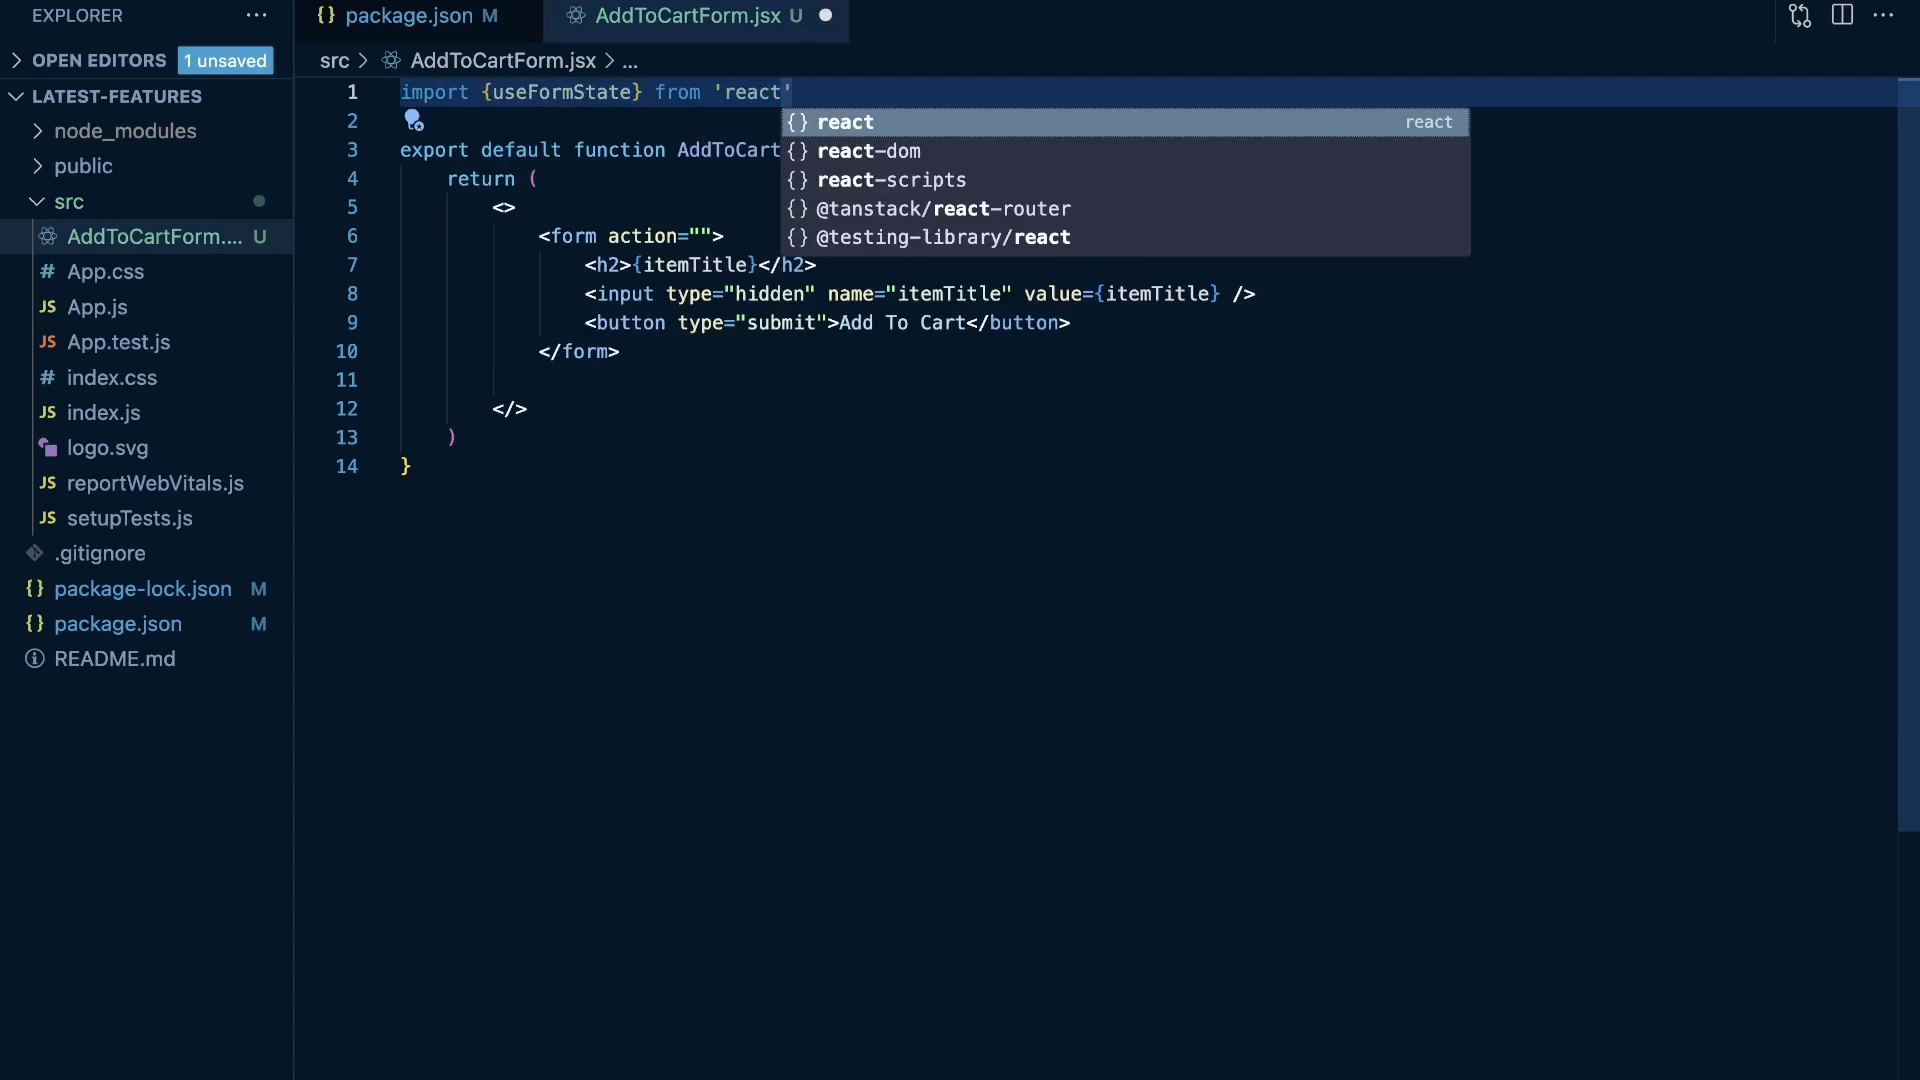 EXPLORER
OPEN EDITORS 1 unsaved
LATEST-FEATURES
node_modules
public
src
AddToCartForm.... U
# App.css
JS App.js
JS App.test.js
# index.css
JS index.js
logo.svg
JS reportWebVitals.js
JS setupTests.js
.gitignore
{} package-lock.json M
{} package.json M
README.md
{} package.json M
AddToCartForm.jsx U
src > AddToCartForm.jsx > ...
1 import {useFormState} from 'react'
2
3 export default function AddToCart
4 return (
5 <>
6 <form action="">
7 <h2>{itemTitle}</h2>
8 <input type="hidden" name="itemTitle" value={itemTitle} />
9 <button type="submit">Add To Cart</button>
10 </form>
11
12 </>
13 )
14 }
{} react react
{} react-dom
{} react-scripts
{} @tanstack/react-router
{} @testing-library/react